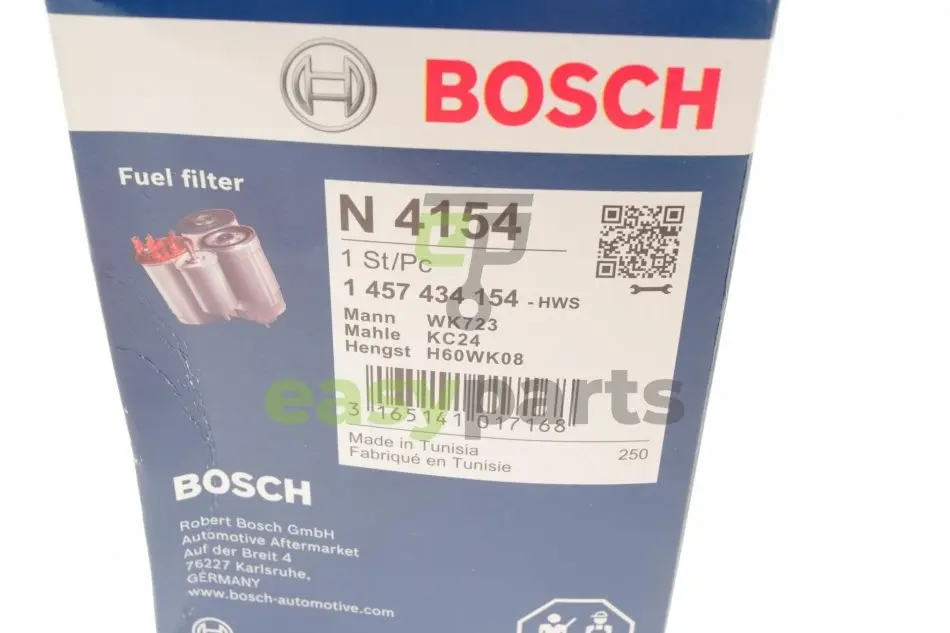 BOSCH
Fuel filter
N 4154
1 St/Pc
1 457 434 154 - HWS
Mann WK723
Mahle KC24
Hengst H60WK08
easyparts
3 165141 017168
Made in Tunisia
Fabriqué en Tunisie
250
BOSCH
Robert Bosch GmbH
Automotive Aftermarket
Auf der Breit 4
76227 Karlsruhe,
GERMANY
www.bosch-automotive.com